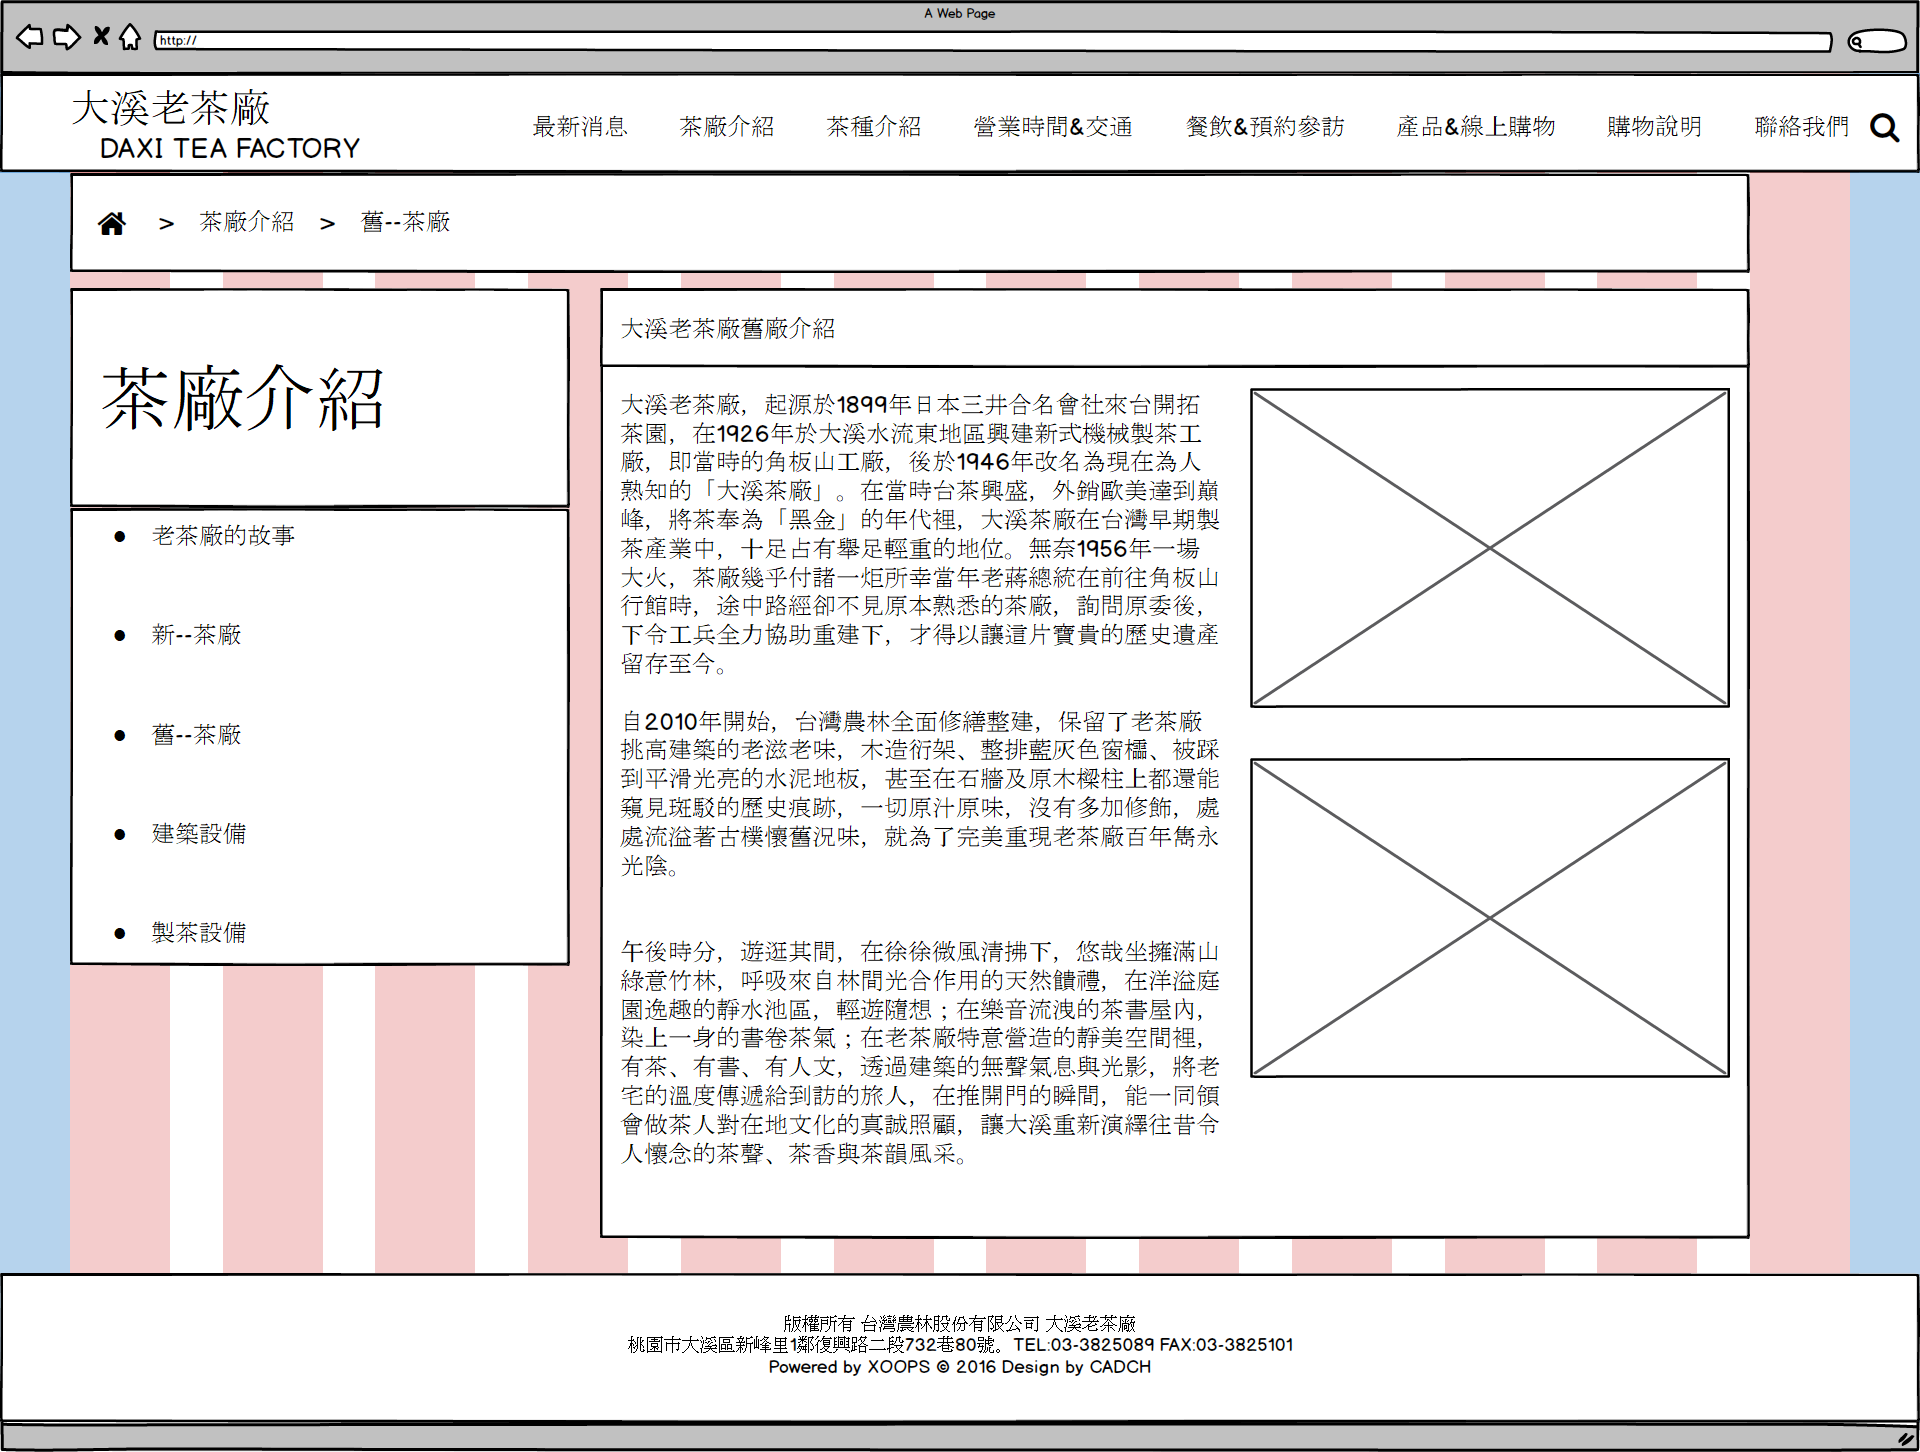 A Web Page
http://
大溪老茶廠
DAXI TEA FACTORY
最新消息 茶廠介紹 茶種介紹 營業時間&交通 餐飲&預約參訪 產品&線上購物 購物說明 聯絡我們
> 茶廠介紹 > 舊--茶廠
茶廠介紹
老茶廠的故事
新--茶廠
舊--茶廠
建築設備
製茶設備
大溪老茶廠舊廠介紹
大溪老茶廠，起源於1899年日本三井合名會社來台開拓
茶園，在1926年於大溪水流東地區興建新式機械製茶工
廠，即當時的角板山工廠，後於1946年改名為現在為人
熟知的「大溪茶廠」。在當時台茶興盛，外銷歐美達到巔
峰，將茶奉為「黑金」的年代裡，大溪茶廠在台灣早期製
茶產業中，十足占有舉足輕重的地位。無奈1956年一場
大火，茶廠幾乎付諸一炬所幸當年老蔣總統在前往角板山
行館時，途中路經卻不見原本熟悉的茶廠，詢問原委後，
下令工兵全力協助重建下，才得以讓這片寶貴的歷史遺產
留存至今。
自2010年開始，台灣農林全面修繕整建，保留了老茶廠
挑高建築的老滋老味，木造衍架、整排藍灰色窗櫺、被踩
到平滑光亮的水泥地板，甚至在石牆及原木樑柱上都還能
窺見斑駁的歷史痕跡，一切原汁原味，沒有多加修飾，處
處流溢著古樸懷舊況味，就為了完美重現老茶廠百年雋永
光陰。
午後時分，遊逛其間，在徐徐微風清拂下，悠哉坐擁滿山
綠意竹林，呼吸來自林間光合作用的天然饋禮，在洋溢庭
園逸趣的靜水池區，輕遊隨想；在樂音流洩的茶書屋內，
染上一身的書卷茶氣；在老茶廠特意營造的靜美空間裡，
有茶、有書、有人文，透過建築的無聲氣息與光影，將老
宅的溫度傳遞給到訪的旅人，在推開門的瞬間，能一同領
會做茶人對在地文化的真誠照顧，讓大溪重新演繹往昔令
人懷念的茶聲、茶香與茶韻風采。
版權所有 台灣農林股份有限公司 大溪老茶廠
桃園市大溪區新峰里1鄰復興路二段732巷80號。TEL:03-3825089 FAX:03-3825101
Powered by XOOPS © 2016 Design by CADCH